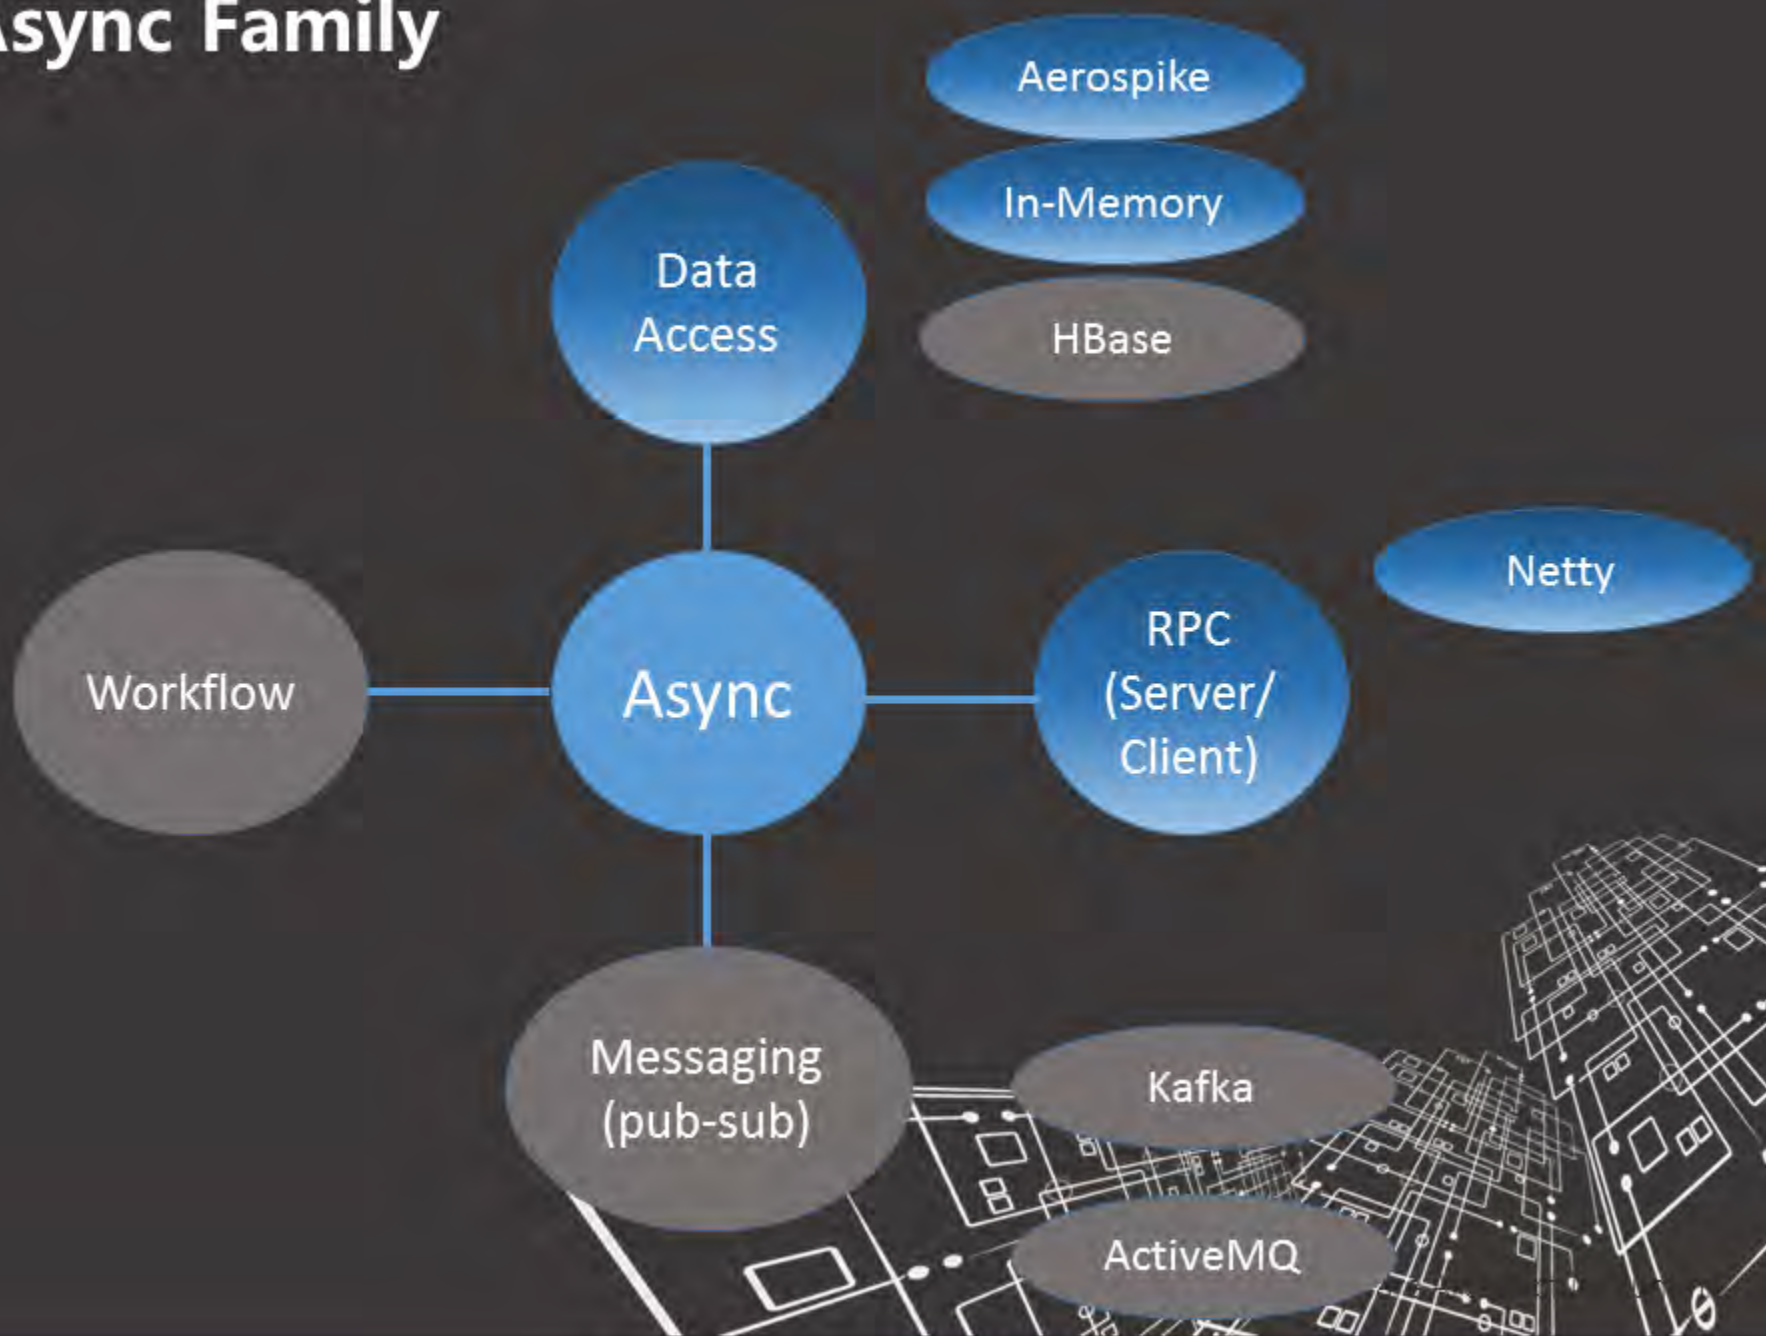 Async Family
Aerospike
In-Memory
HBase
Data
Access
Netty
RPC
(Server/
Client)
Workflow
Async
Messaging
(pub-sub)
Kafka
ActiveMQ